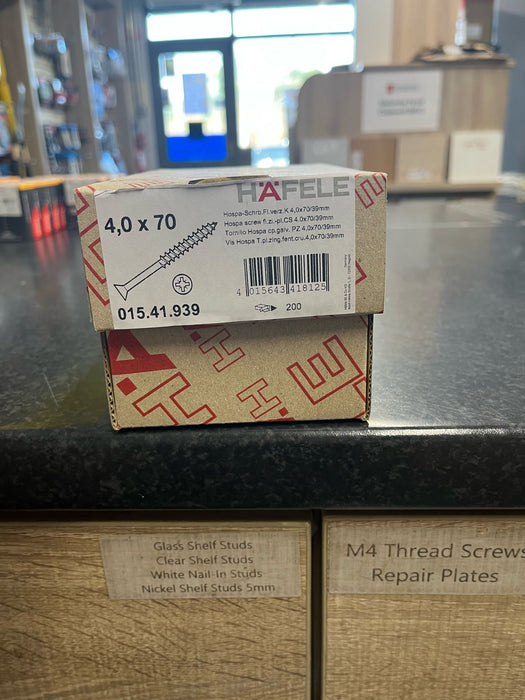 HÄFELE
4,0 x 70
Hospa-Schrb.Fl.verz.K 4,0x70/39mm
Hospa screw fl.zi.-pl.CS 4.0x70/39mm
Tornillo Hospa cp.galv. PZ 4,0x70/39mm
Vis Hospa T.pl.zing.fent.cru.4,0x70/39mm
4 015643 418125
015.41.939
200
Glass Shelf Studs
Clear Shelf Studs
White Nail-In Studs
Nickel Shelf Studs 5mm
M4 Thread Screws
Repair Plates